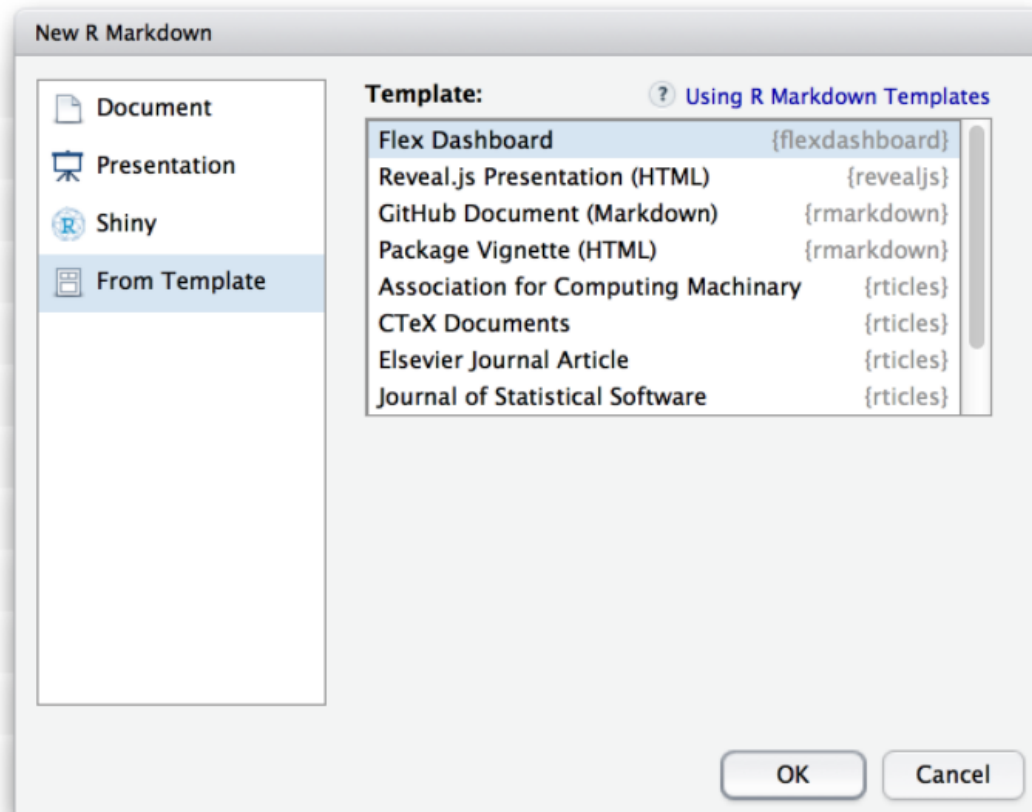 New R Markdown
Document
Presentation
Shiny
From Template
Template:
? Using R Markdown Templates
Flex Dashboard {flexdashboard}
Reveal.js Presentation (HTML) {revealjs}
GitHub Document (Markdown) {rmarkdown}
Package Vignette (HTML) {rmarkdown}
Association for Computing Machinary {rticles}
CTeX Documents {rticles}
Elsevier Journal Article {rticles}
Journal of Statistical Software {rticles}
OK
Cancel